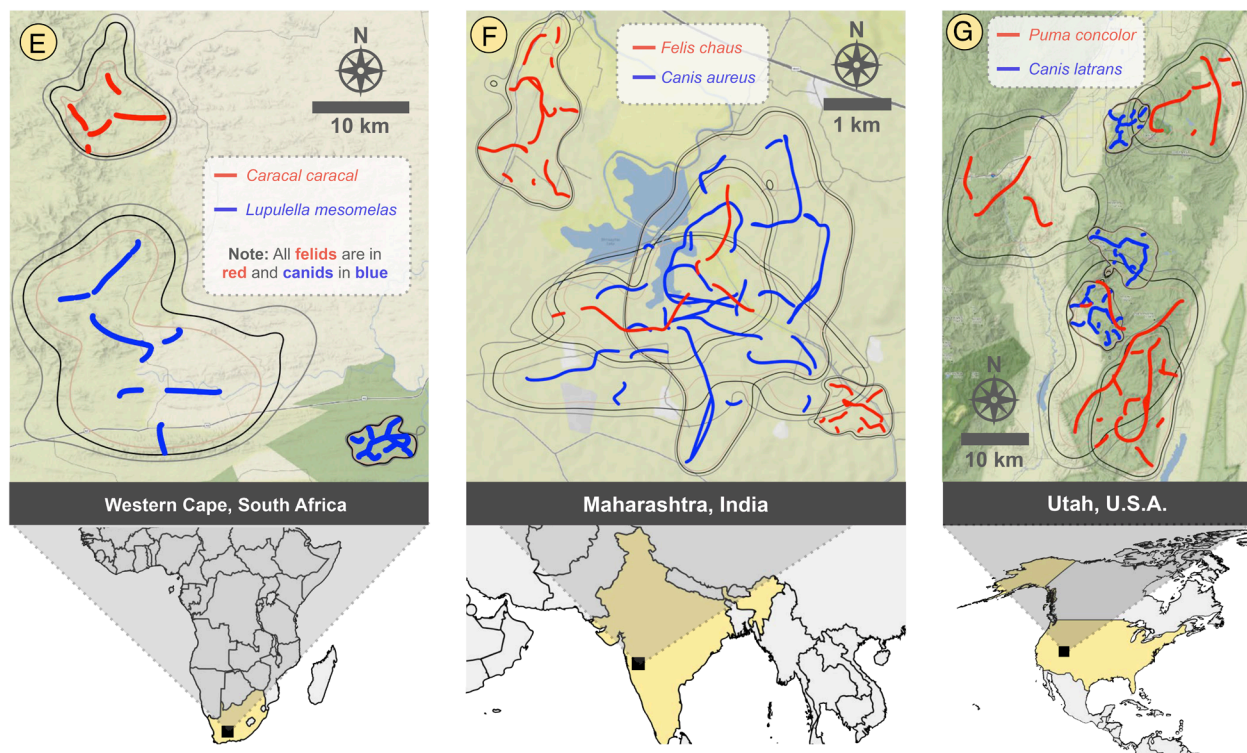 E
N
10 km
Caracal caracal
Lupulella mesomelas
Note: All felids are in
red and canids in blue
Western Cape, South Africa
F
Felis chaus
Canis aureus
N
1 km
Maharashtra, India
G
Puma concolor
Canis latrans
N
10 km
Utah, U.S.A.